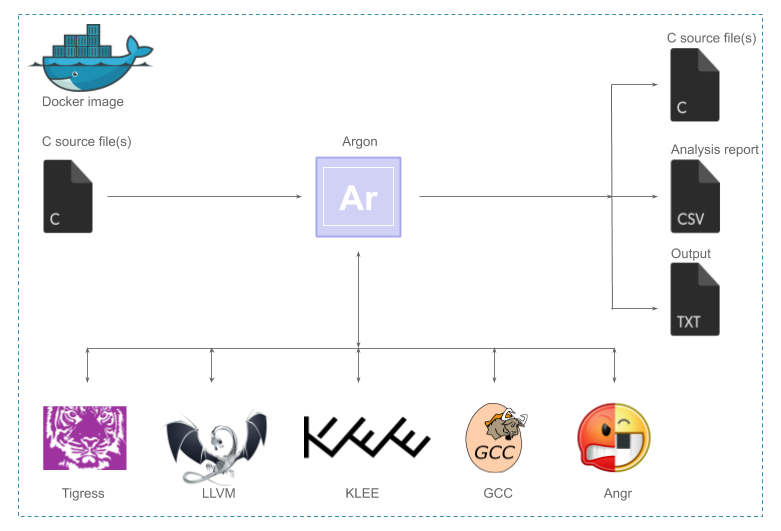 Docker image
C source file(s)
C
Argon
Ar
C source file(s)
C
Analysis report
CSV
Output
TXT
KLEE
GCC
Tigress
LLVM
KLEE
GCC
Angr